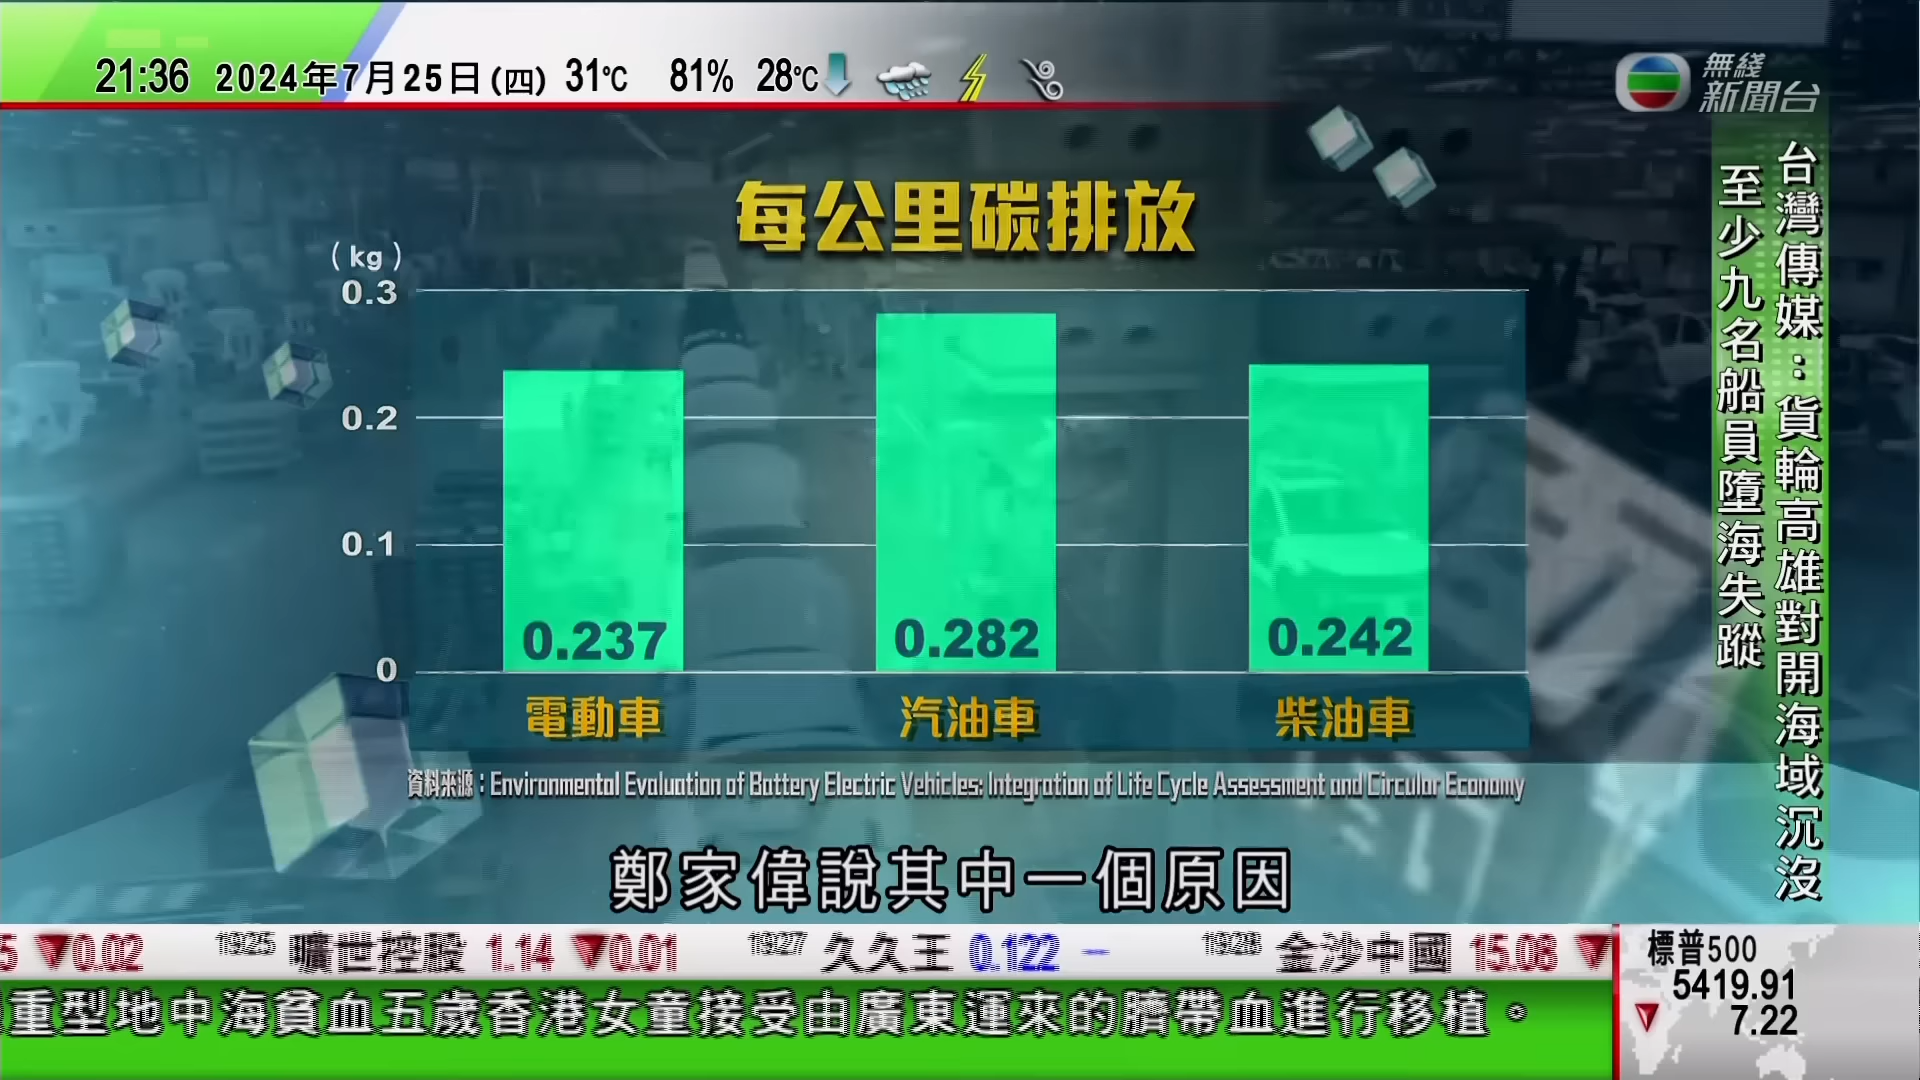 21:36 2024年7月25日(四) 31℃ 81% 28℃
無綫
新聞台
台灣傳媒：貨輪高雄對開海域沉沒
至少九名船員墮海失蹤
每公里碳排放
(kg)
0.3
0.2
0.1
0
0.237 0.282 0.242
電動車 汽油車 柴油車
資料來源：Environmental Evaluation of Battery Electric Vehicles: Integration of Life Cycle Assessment and Circular Economy
鄭家偉說其中一個原因
5 ▼0.02 1925 曠世控股 1.14 ▼0.01 1927 久久王 0.122 － 1928 金沙中國 15.08 ▼
重型地中海貧血五歲香港女童接受由廣東運來的臍帶血進行移植。
標普500
5419.91
▼ 7.22